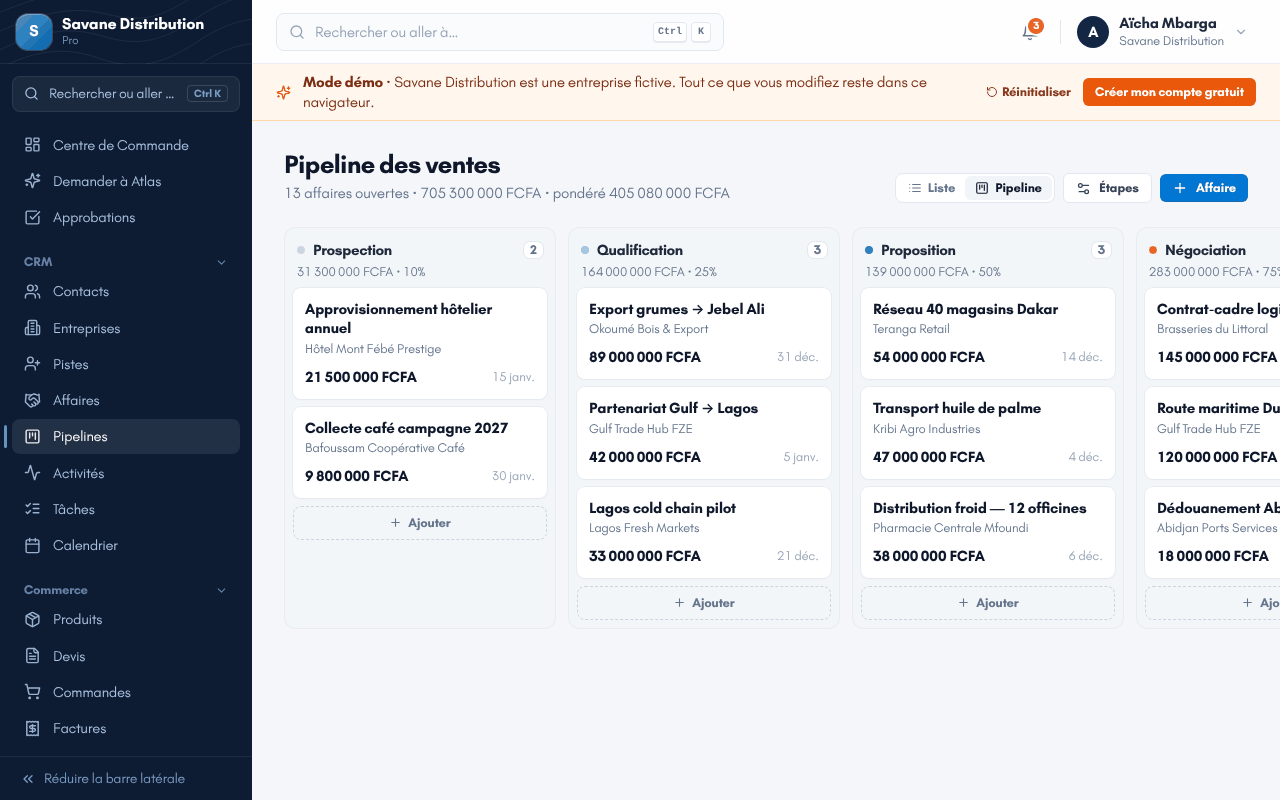 S
Savane Distribution
Pro
Rechercher ou aller ... Ctrl K
Centre de Commande
Demander à Atlas
Approbations
CRM
Contacts
Entreprises
Pistes
Affaires
Pipelines
Activités
Tâches
Calendrier
Commerce
Produits
Devis
Commandes
Factures
Réduire la barre latérale
Rechercher ou aller à... Ctrl K
3
A
Aïcha Mbarga
Savane Distribution
Mode démo · Savane Distribution est une entreprise fictive. Tout ce que vous modifiez reste dans ce
navigateur.
Réinitialiser
Créer mon compte gratuit
Pipeline des ventes
13 affaires ouvertes • 705 300 000 FCFA • pondéré 405 080 000 FCFA
Liste
Pipeline
Étapes
+ Affaire
Prospection 2
31 300 000 FCFA • 10%
Approvisionnement hôtelier
annuel
Hôtel Mont Fébé Prestige
21 500 000 FCFA 15 janv.
Collecte café campagne 2027
Bafoussam Coopérative Café
9 800 000 FCFA 30 janv.
+ Ajouter
Qualification 3
164 000 000 FCFA • 25%
Export grumes → Jebel Ali
Okoumé Bois & Export
89 000 000 FCFA 31 déc.
Partenariat Gulf → Lagos
Gulf Trade Hub FZE
42 000 000 FCFA 5 janv.
Lagos cold chain pilot
Lagos Fresh Markets
33 000 000 FCFA 21 déc.
+ Ajouter
Proposition 3
139 000 000 FCFA • 50%
Réseau 40 magasins Dakar
Teranga Retail
54 000 000 FCFA 14 déc.
Transport huile de palme
Kribi Agro Industries
47 000 000 FCFA 4 déc.
Distribution froid — 12 officines
Pharmacie Centrale Mfoundi
38 000 000 FCFA 6 déc.
+ Ajouter
Négociation
283 000 000 FCFA • 75%
Contrat-cadre logi
Brasseries du Littoral
145 000 000 FCFA
Route maritime Du
Gulf Trade Hub FZE
120 000 000 FCFA
Dédouanement Ab
Abidjan Ports Services
18 000 000 FCFA
+ Ajo